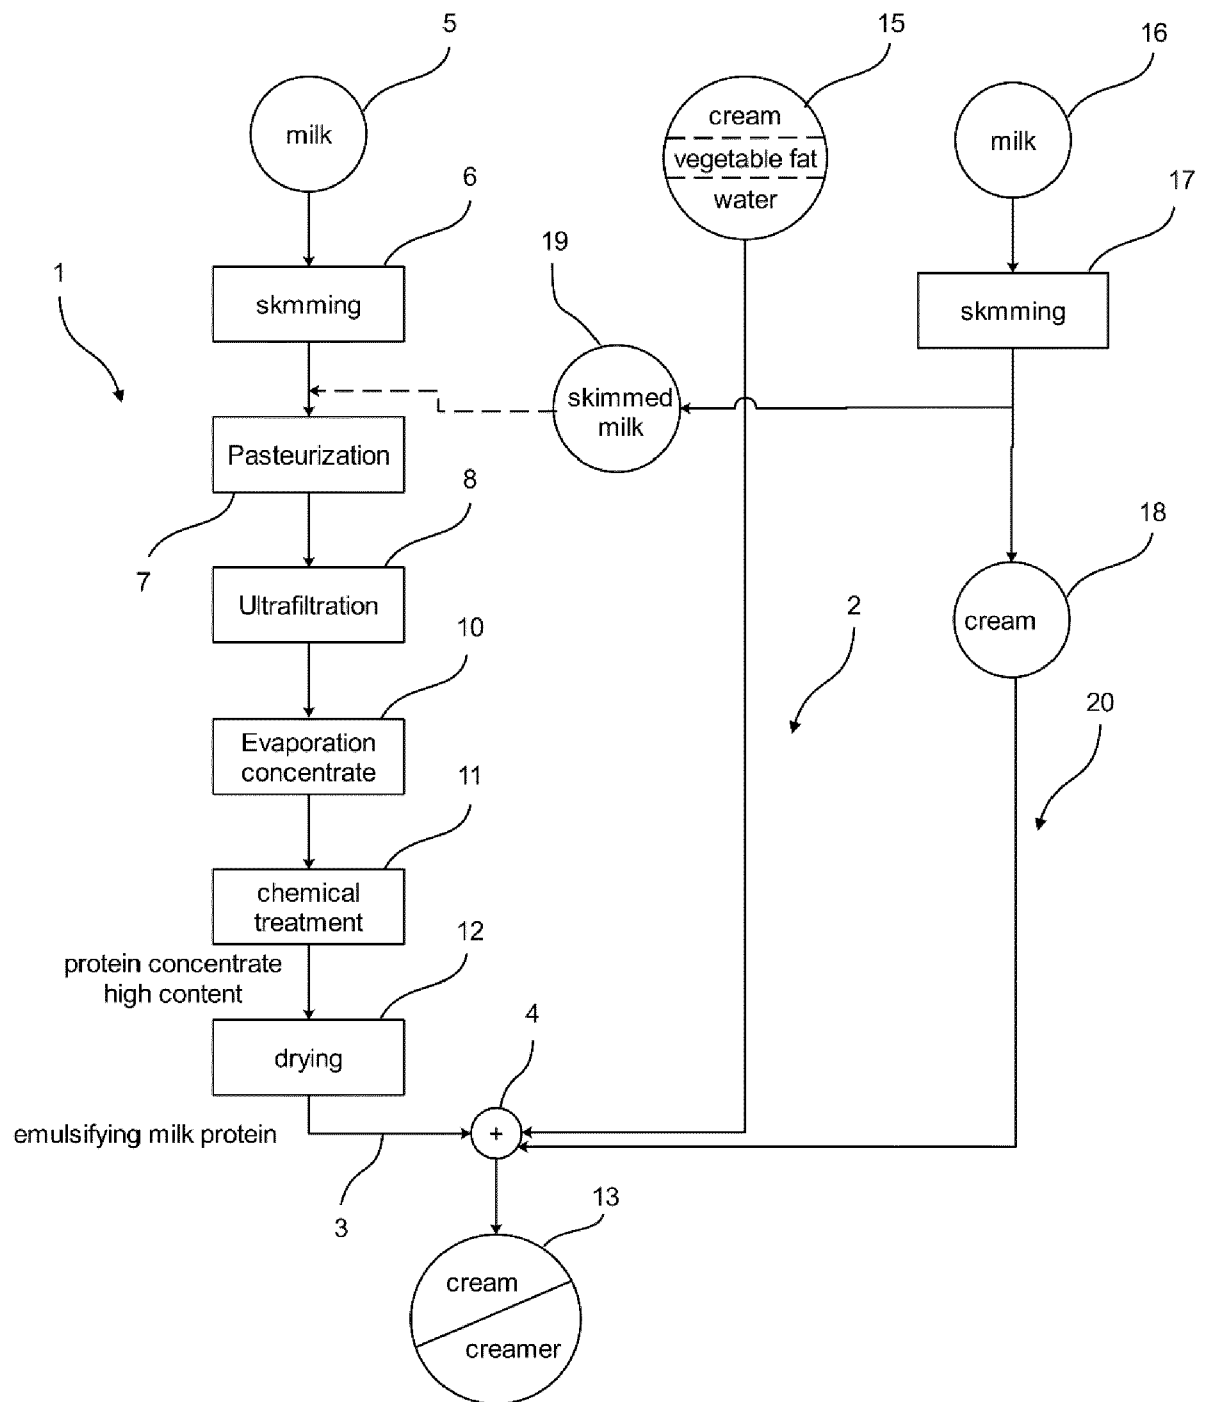 5
15
16
milk
cream
vegetable fat
water
milk
6
17
19
1
skmming
skmming
skimmed
milk
Pasteurization
8
7
18
Ultrafiltration
2
cream
10
20
Evaporation
concentrate
11
chemical
treatment
12
protein concentrate
high content
4
drying
emulsifying milk protein
+
3
13
cream
creamer